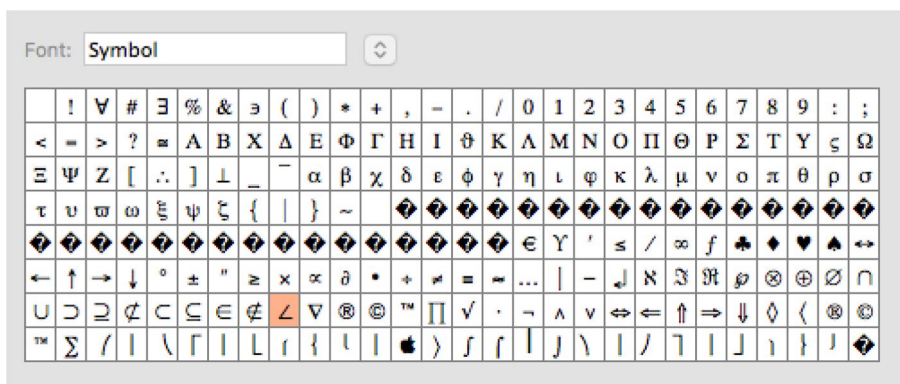 Font: Symbol
! ∀ # ∃ % & ∍ ( ) * + , − . / 0 1 2 3 4 5 6 7 8 9 : ;
< = > ? ≅ Α Β Χ Δ Ε Φ Γ Η Ι ϑ Κ Λ Μ Ν Ο Π Θ Ρ Σ Τ Υ ς Ω
Ξ Ψ Ζ [ ∴ ] ⊥ _ ‾ α β χ δ ε ϕ γ η ι φ κ λ μ ν ο π θ ρ σ
τ υ ϖ ω ξ ψ ζ { | } ~ � � � � � � � � � � � � � � � �
� � � � � � � � � � � � � � � � � € ϒ ′ ≤ ⁄ ∞ ƒ ♣ ♦ ♥ ♠ ↔
← ↑ → ↓ ° ± ″ ≥ × ∝ ∂ • ÷ ≠ ≡ ≈ … | − ↲ ℵ ℑ ℜ ℘ ⊗ ⊕ ∅ ∩
∪ ⊃ ⊇ ⊄ ⊂ ⊆ ∈ ∉ ∠ ∇ ® © ™ ∏ √ ⋅ ¬ ∧ ∨ ⇔ ⇐ ⇑ ⇒ ⇓ ◊ 〈 ® ©
™ ∑ ⎛ ⎜ ⎝ ⎡ ⎢ ⎣ ⎧ ⎨ ⎩ ⎪  〉 ∫ ⌠ ⎮ ⌡ ⎞ ⎟ ⎠ ⎤ ⎥ ⎦ ⎫ ⎬ ⎭ �